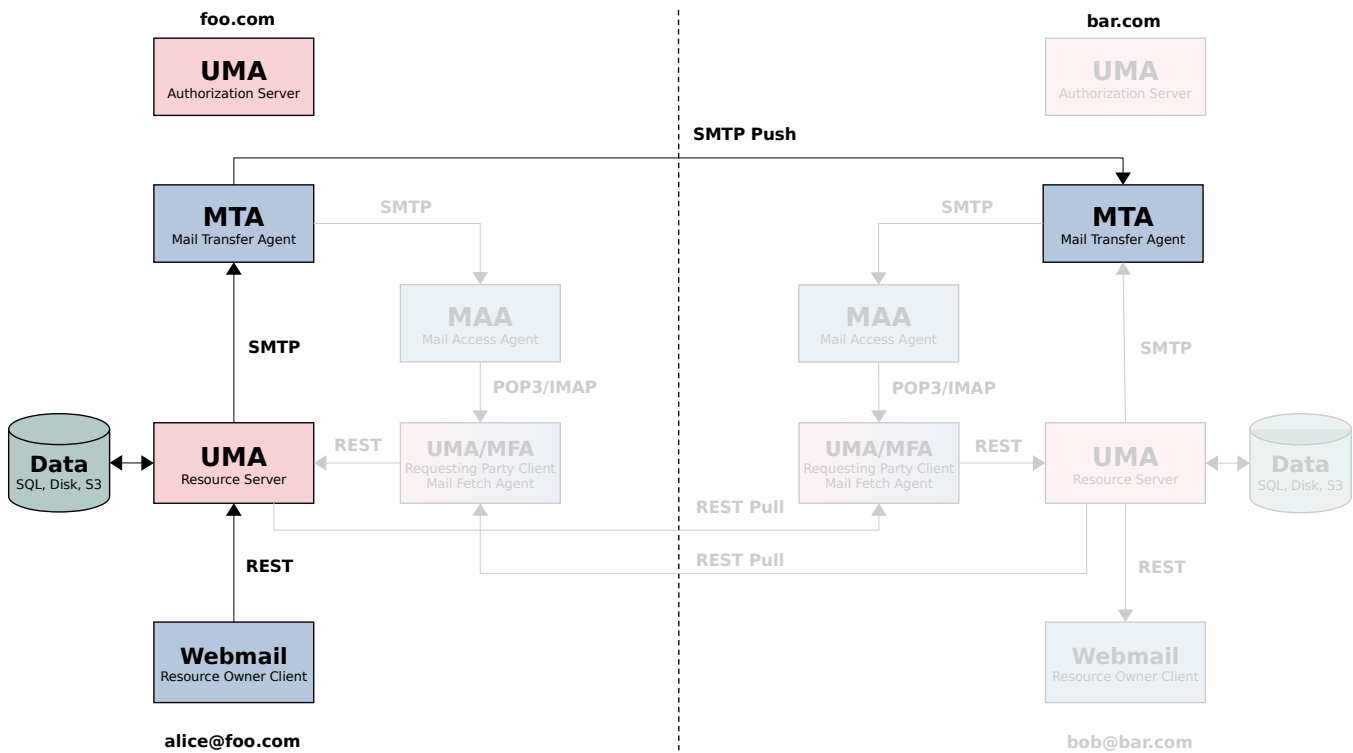 foo.com
bar.com
UMA
Authorization Server
UMA
Authorization Server
SMTP Push
MTA
Mail Transfer Agent
SMTP
SMTP
MTA
Mail Transfer Agent
MAA
Mail Access Agent
MAA
Mail Access Agent
SMTP
SMTP
POP3/IMAP
POP3/IMAP
Data
SQL, Disk, S3
UMA
Resource Server
REST
UMA/MFA
Requesting Party Client
Mail Fetch Agent
UMA/MFA
Requesting Party Client
Mail Fetch Agent
REST
UMA
Resource Server
Data
SQL, Disk, S3
REST Pull
REST Pull
REST
REST
Webmail
Resource Owner Client
Webmail
Resource Owner Client
alice@foo.com
bob@bar.com